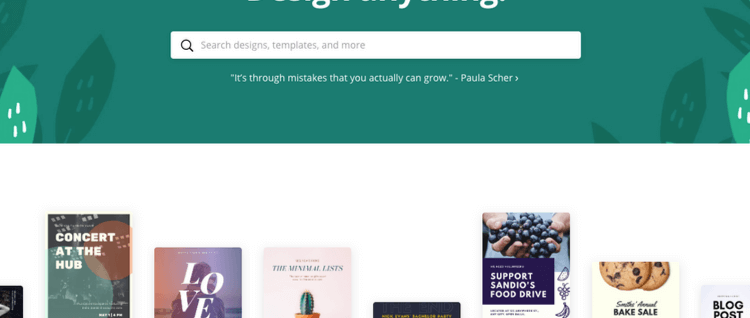 Design anything.
Search designs, templates, and more
"It's through mistakes that you actually can grow." - Paula Scher ›
CONCERT
AT THE
HUB
LOVE
THE MINIMAL LISTS
SUPPORT
SANDIO'S
FOOD DRIVE
Smiths' Annual
BAKE SALE
BLOG
POST